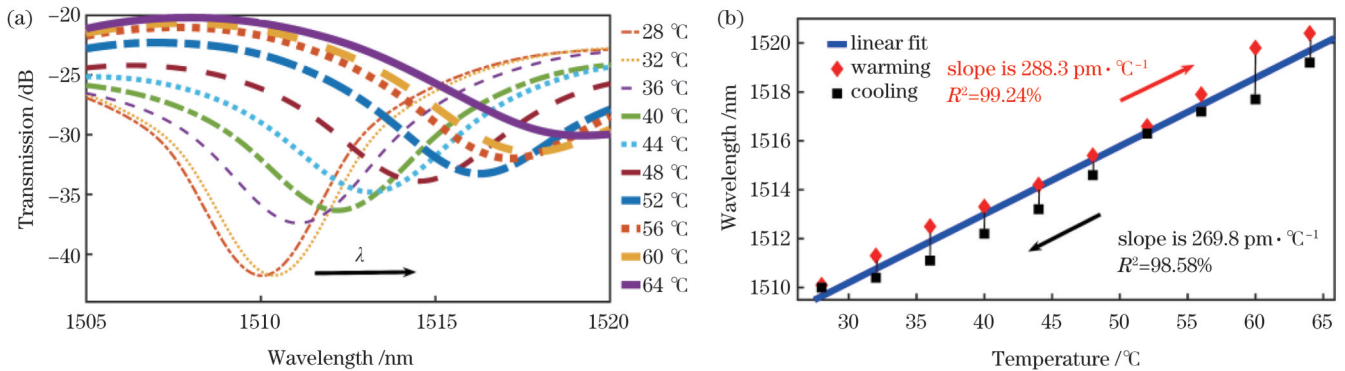 (a)
−20
−25
−30
−35
−40
Transmission /dB
1505
1510
1515
1520
Wavelength /nm
λ
28 ℃
32 ℃
36 ℃
40 ℃
44 ℃
48 ℃
52 ℃
56 ℃
60 ℃
64 ℃
(b)
1520
1518
1516
1514
1512
1510
Wavelength /nm
linear fit
warming
cooling
slope is 288.3 pm·℃⁻¹
R²=99.24%
slope is 269.8 pm·℃⁻¹
R²=98.58%
30
35
40
45
50
55
60
65
Temperature /℃